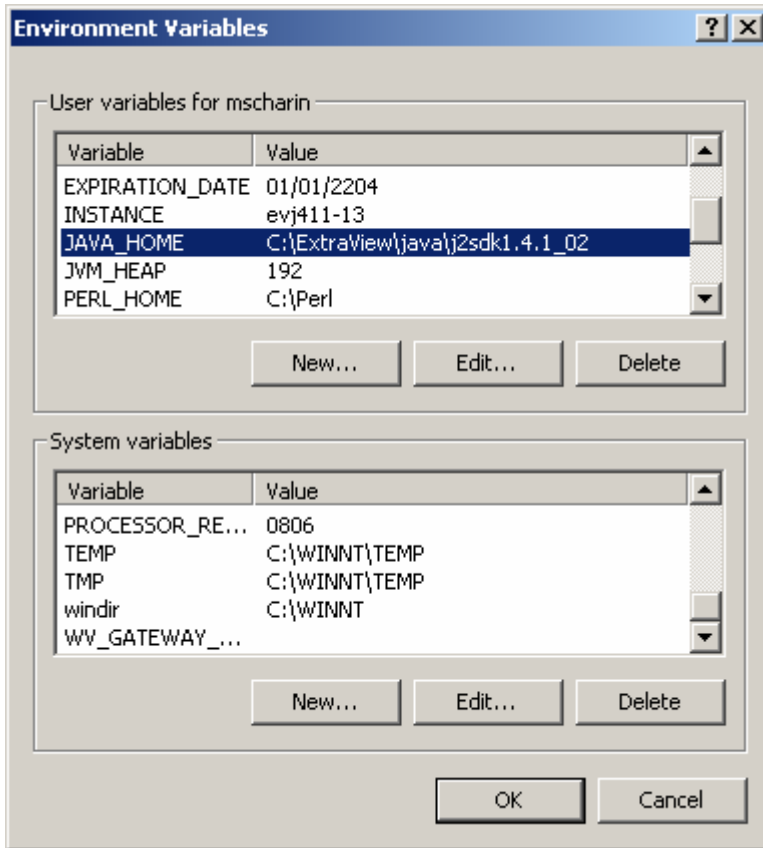 Environment Variables
User variables for mscharin
Variable Value
EXPIRATION_DATE 01/01/2204
INSTANCE evj411-13
JAVA_HOME C:\ExtraView\java\j2sdk1.4.1_02
JVM_HEAP 192
PERL_HOME C:\Perl
New... Edit... Delete
System variables
Variable Value
PROCESSOR_RE... 0806
TEMP C:\WINNT\TEMP
TMP C:\WINNT\TEMP
windir C:\WINNT
WV_GATEWAY_...
New... Edit... Delete
OK Cancel